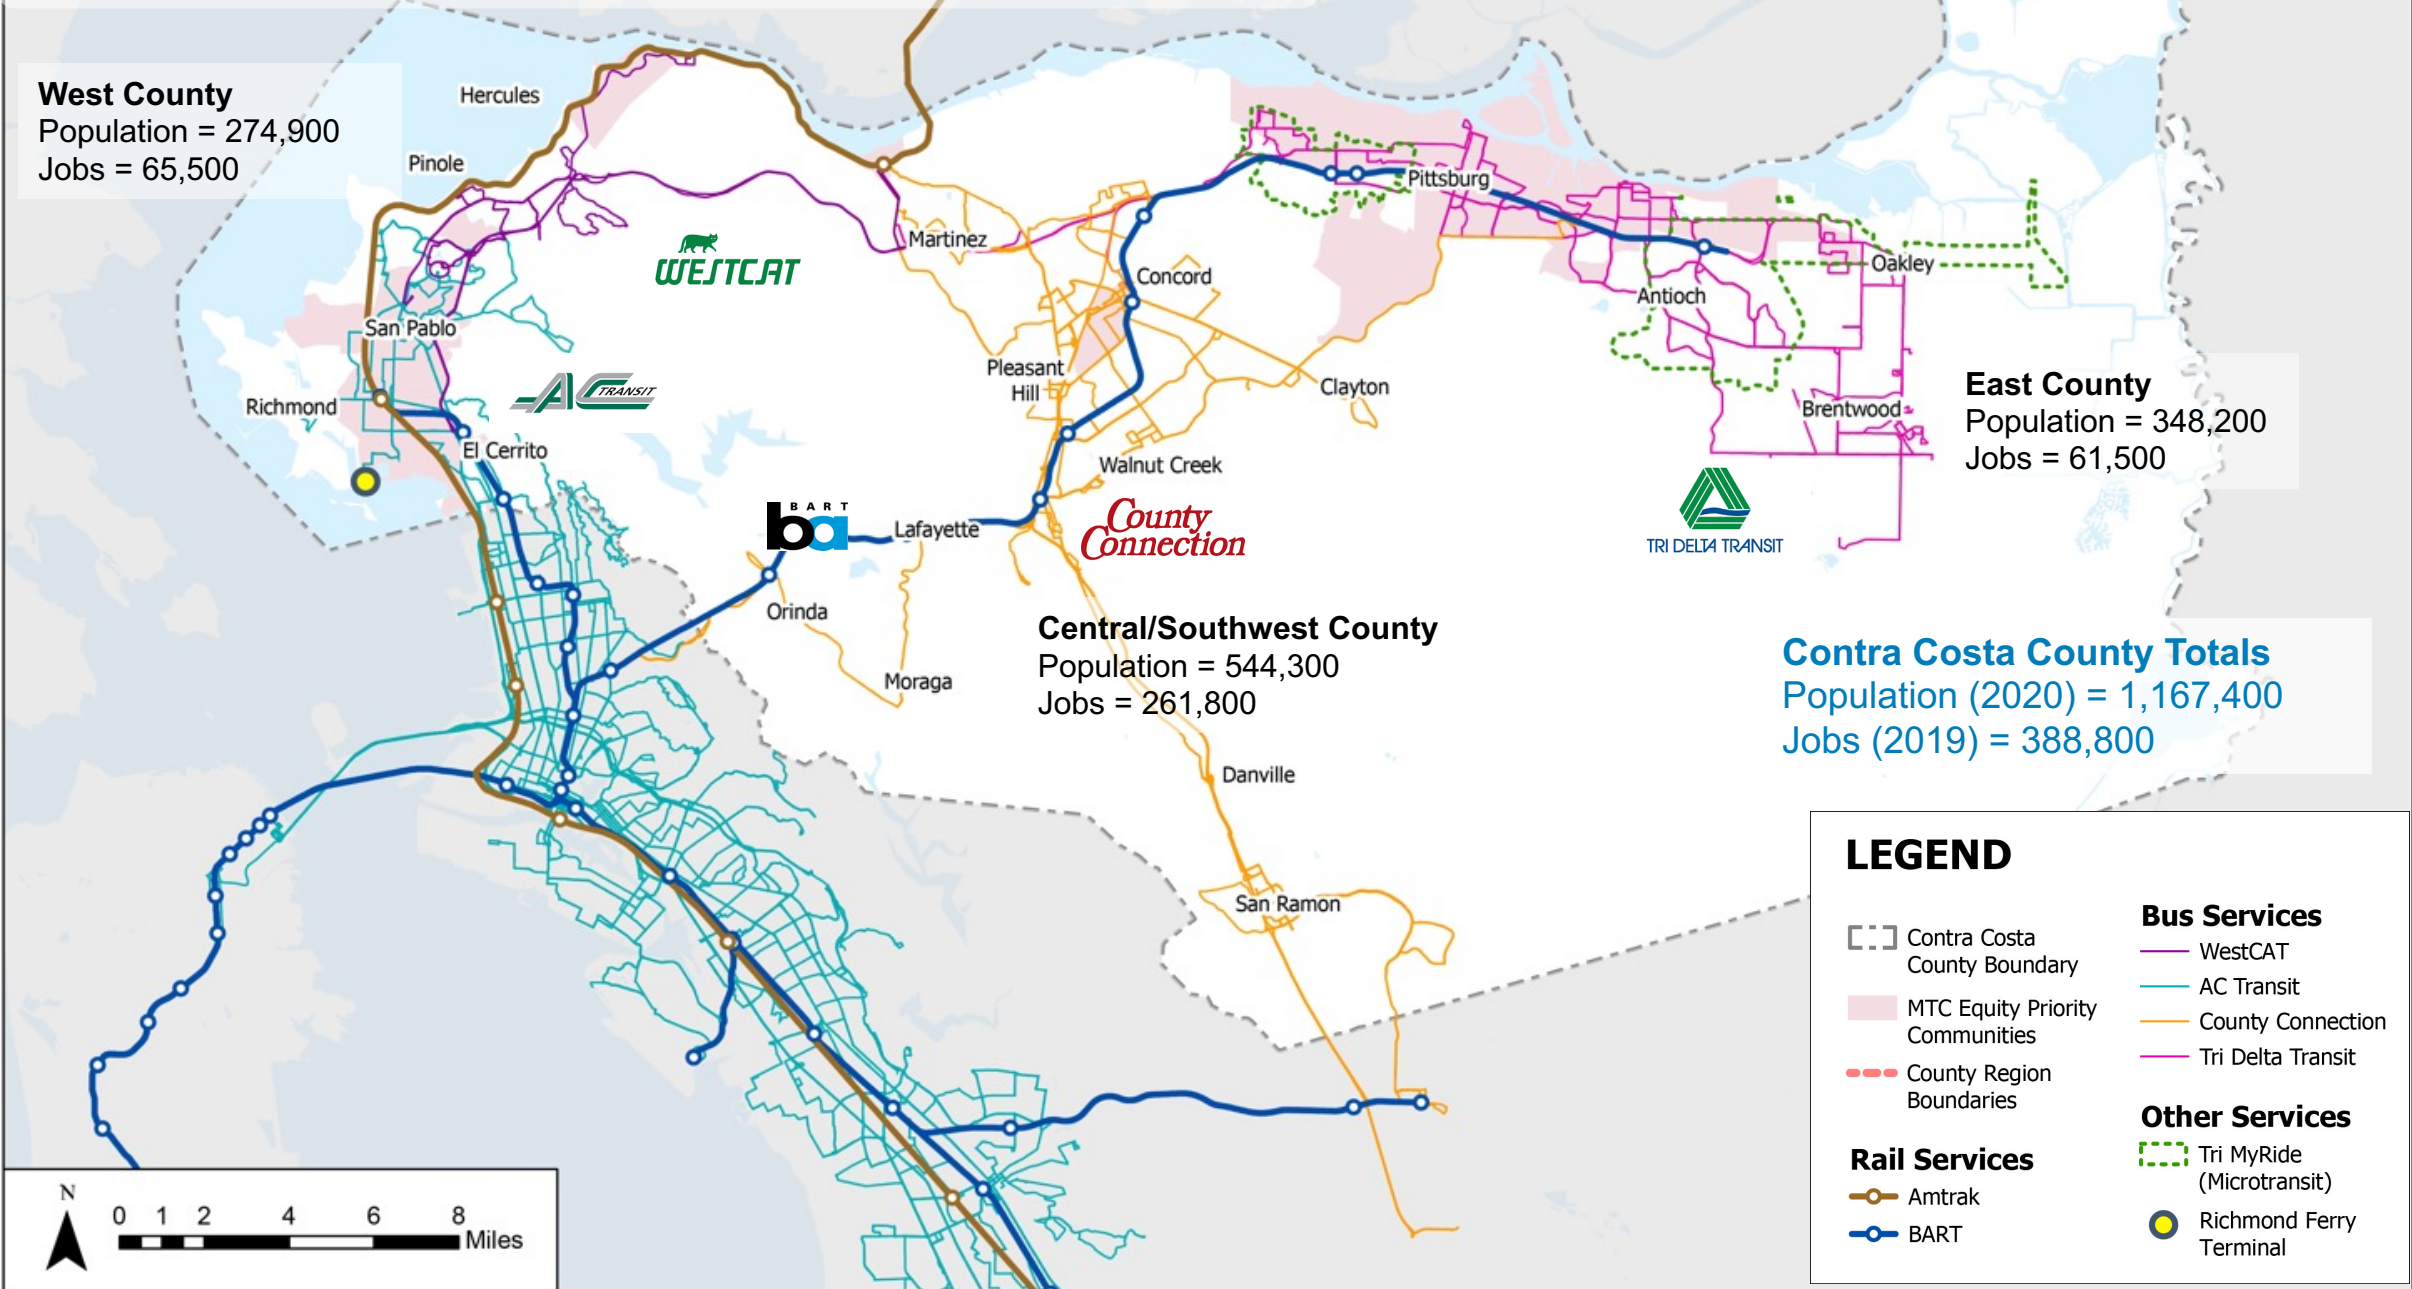 West County
Population = 274,900
Jobs = 65,500
Hercules
Pinole
WESTCAT
Martinez
Concord
Pittsburg
Oakley
Antioch
San Pablo
AC TRANSIT
Richmond
El Cerrito
Pleasant
Hill
Clayton
Brentwood
Walnut Creek
East County
Population = 348,200
Jobs = 61,500
BART
ba
Lafayette
County
Connection
TRI DELTA TRANSIT
Orinda
Moraga
Central/Southwest County
Population = 544,300
Jobs = 261,800
Contra Costa County Totals
Population (2020) = 1,167,400
Jobs (2019) = 388,800
Danville
San Ramon
LEGEND
Contra Costa
County Boundary
MTC Equity Priority
Communities
County Region
Boundaries
Rail Services
Amtrak
BART
Bus Services
WestCAT
AC Transit
County Connection
Tri Delta Transit
Other Services
Tri MyRide
(Microtransit)
Richmond Ferry
Terminal
N
0 1 2 4 6 8
Miles